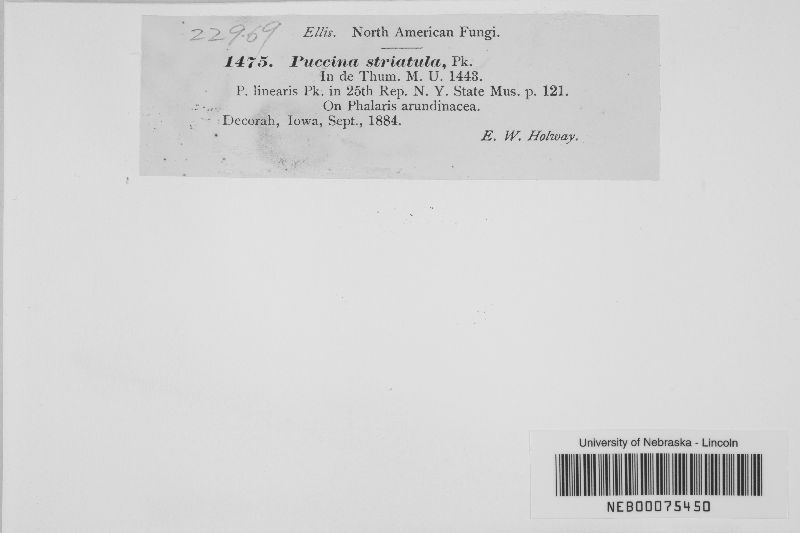 22969
Ellis. North American Fungi.
1475. Puccina striatula, Pk.
In de Thum. M. U. 1443.
P. linearis Pk. in 25th Rep. N. Y. State Mus. p. 121.
On Phalaris arundinacea.
Decorah, Iowa, Sept., 1884.
E. W. Holway.
University of Nebraska - Lincoln
NEB00075450